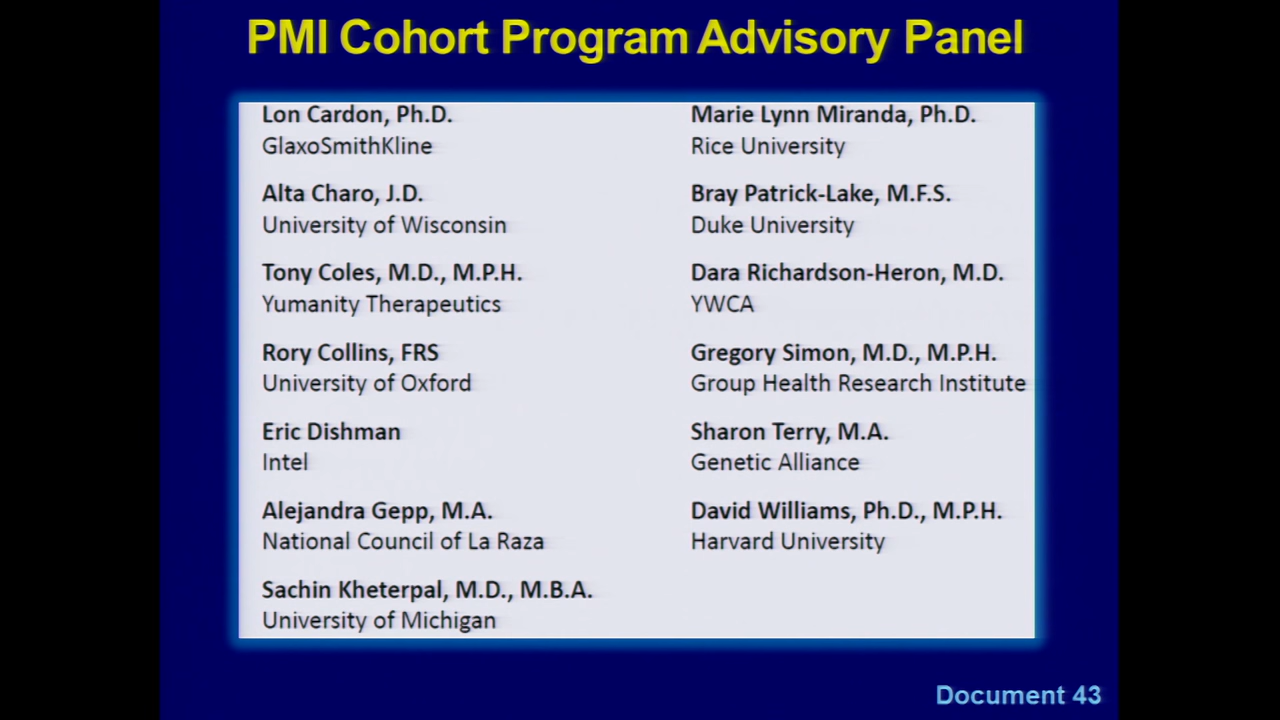 PMI Cohort Program Advisory Panel
Lon Cardon, Ph.D.
GlaxoSmithKline
Alta Charo, J.D.
University of Wisconsin
Tony Coles, M.D., M.P.H.
Yumanity Therapeutics
Rory Collins, FRS
University of Oxford
Eric Dishman
Intel
Alejandra Gepp, M.A.
National Council of La Raza
Sachin Kheterpal, M.D., M.B.A.
University of Michigan
Marie Lynn Miranda, Ph.D.
Rice University
Bray Patrick-Lake, M.F.S.
Duke University
Dara Richardson-Heron, M.D.
YWCA
Gregory Simon, M.D., M.P.H.
Group Health Research Institute
Sharon Terry, M.A.
Genetic Alliance
David Williams, Ph.D., M.P.H.
Harvard University
Document 43